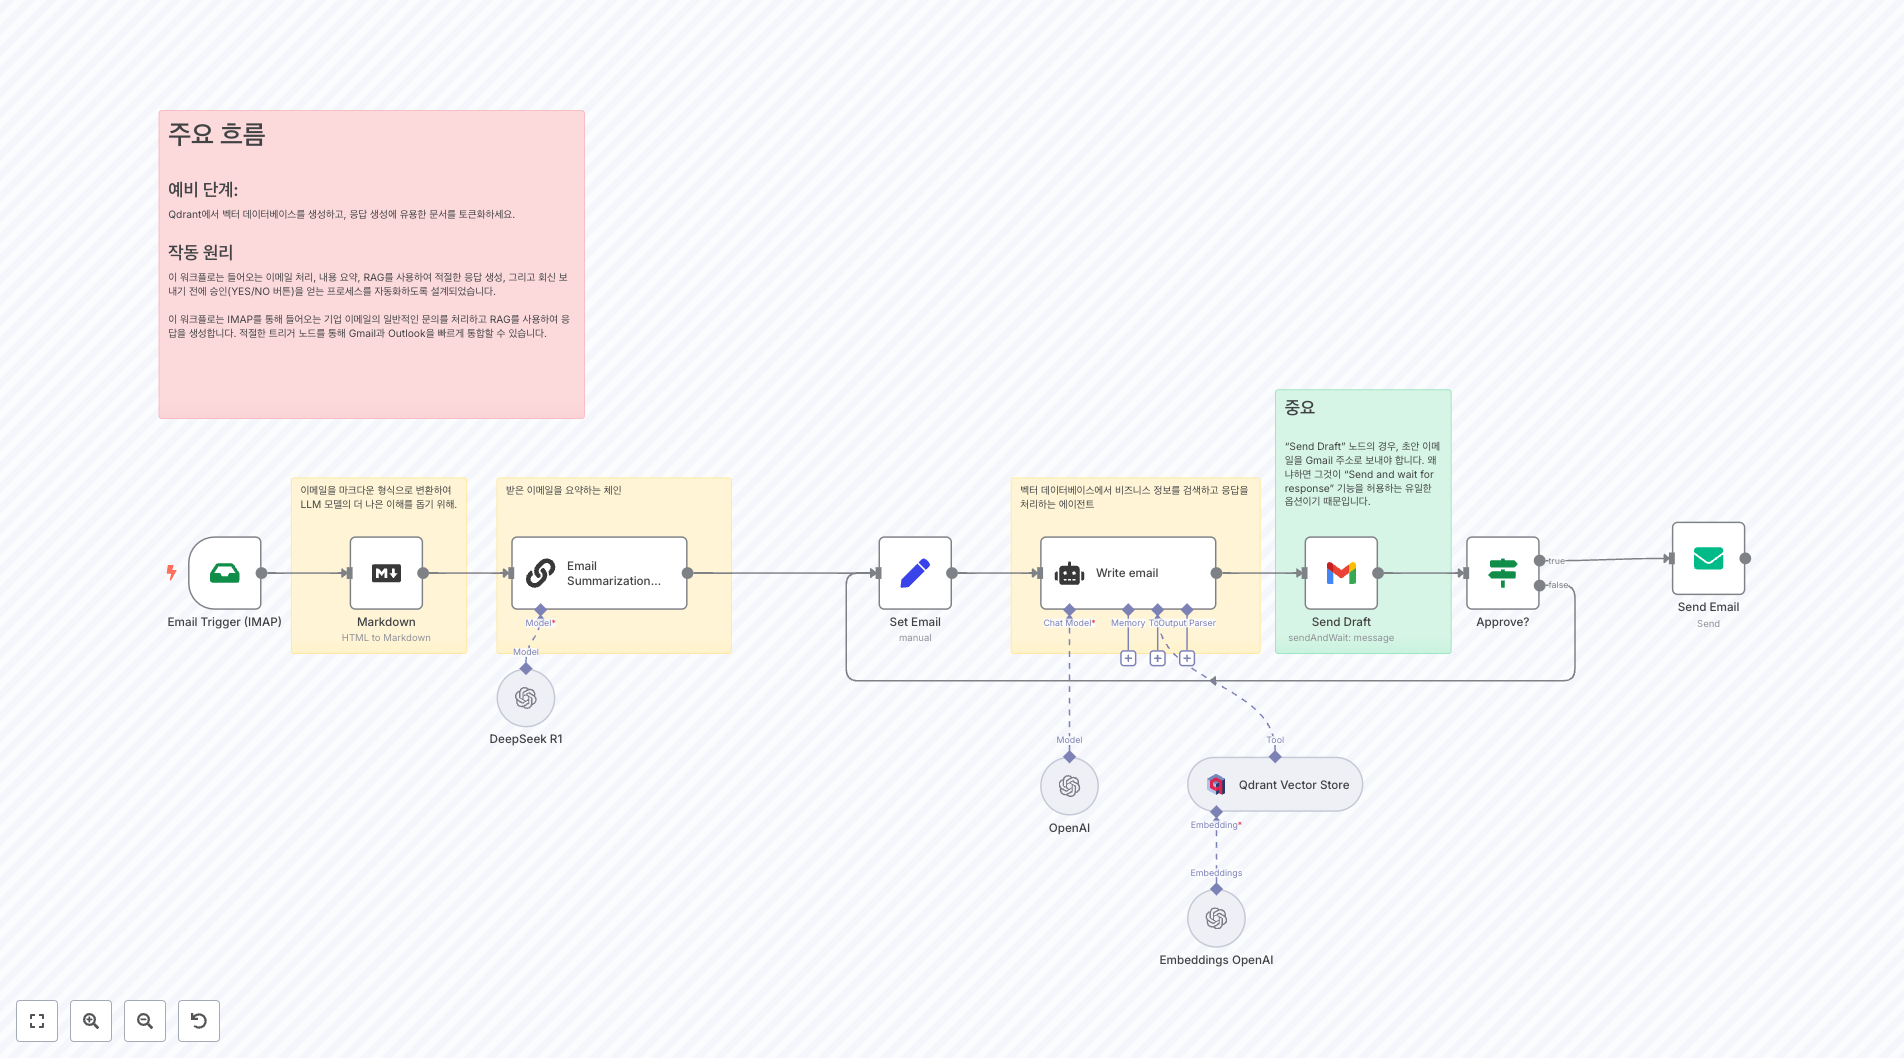 주요 흐름
예비 단계:
Qdrant에서 벡터 데이터베이스를 생성하고, 응답 생성에 유용한 문서를 토큰화하세요.
작동 원리
이 워크플로는 들어오는 이메일 처리, 내용 요약, RAG를 사용하여 적절한 응답 생성, 그리고 회신 보
내기 전에 승인(YES/NO 버튼)을 얻는 프로세스를 자동화하도록 설계되었습니다.
이 워크플로는 IMAP를 통해 들어오는 기업 이메일의 일반적인 문의를 처리하고 RAG를 사용하여 응
답을 생성합니다. 적절한 트리거 노드를 통해 Gmail과 Outlook을 빠르게 통합할 수 있습니다.
중요
“Send Draft” 노드의 경우, 초안 이메
일을 Gmail 주소로 보내야 합니다. 왜
냐하면 그것이 “Send and wait for
response” 기능을 허용하는 유일한
옵션이기 때문입니다.
이메일을 마크다운 형식으로 변환하여
LLM 모델의 더 나은 이해를 돕기 위해.
받은 이메일을 요약하는 체인
벡터 데이터베이스에서 비즈니스 정보를 검색하고 응답을
처리하는 에이전트
Email Trigger (IMAP)
M
Markdown
HTML to Markdown
Email
Summarization...
Model*
Model
DeepSeek R1
Set Email
manual
Write email
Chat Model*
Memory
To
Output Parser
Model
OpenAI
Tool
Qdrant Vector Store
Embedding*
Embeddings
Embeddings OpenAI
Send Draft
sendAndWait: message
Approve?
true
false
Send Email
Send